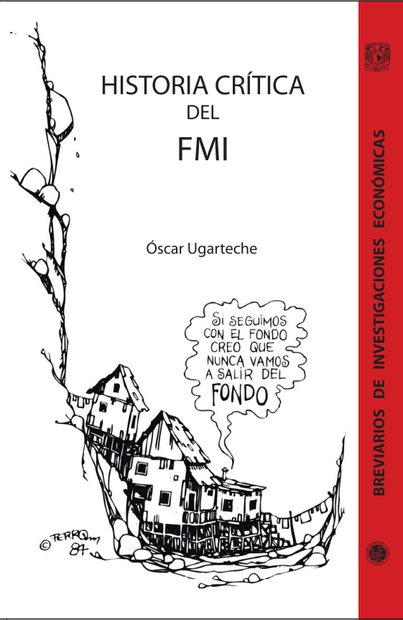 HISTORIA CRÍTICA
DEL
FMI
Óscar Ugarteche
SI SEGUIMOS
CON EL FONDO
CREO QUE
NUNCA VAMOS
A SALIR DEL
FONDO
©
84
BREVIARIOS DE INVESTIGACIONES ECONÓMICAS